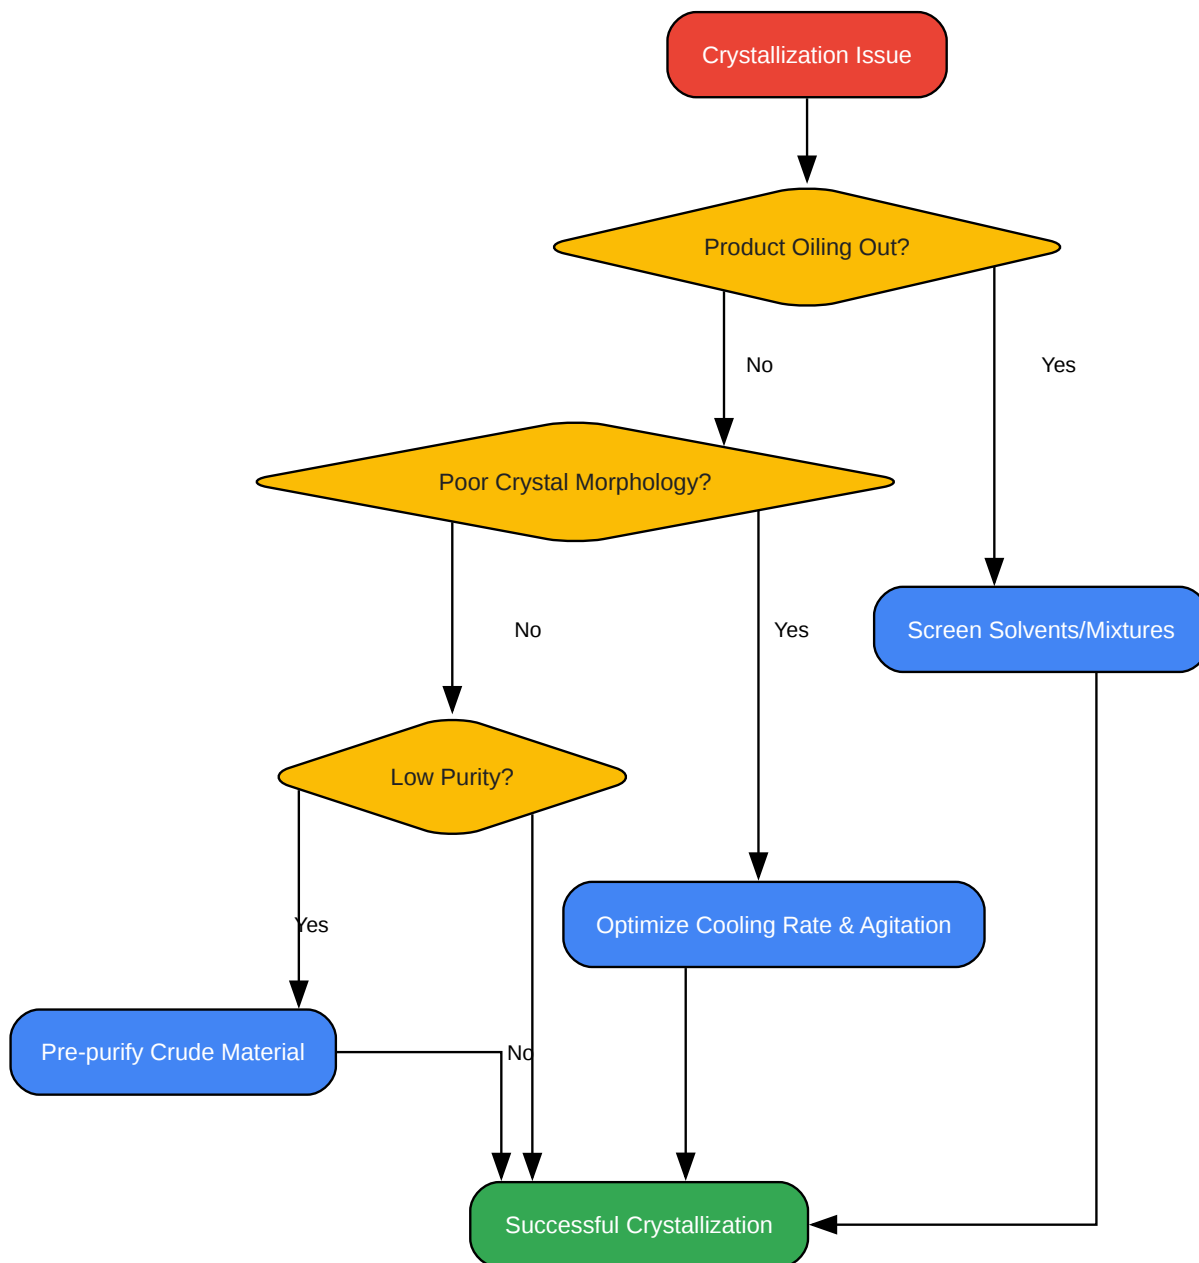 Crystallization Issue
Product Oiling Out?
No
Yes
Poor Crystal Morphology?
No
Yes
Screen Solvents/Mixtures
Low Purity?
Yes
Optimize Cooling Rate & Agitation
Pre-purify Crude Material
No
Successful Crystallization